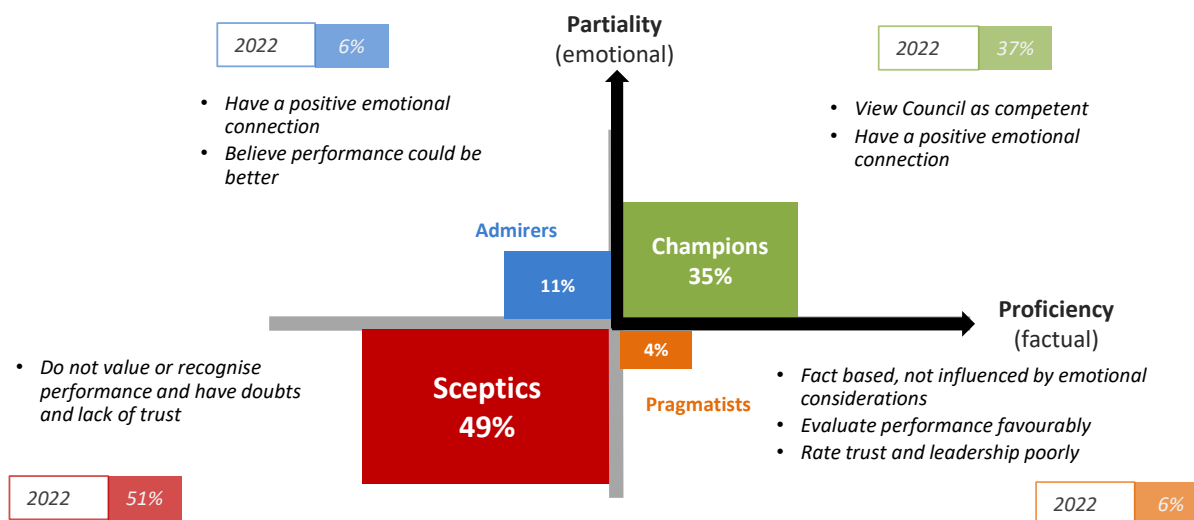 Partiality
(emotional)
2022 6%
2022 37%
• Have a positive emotional
connection
• Believe performance could be
better
• View Council as competent
• Have a positive emotional
connection
Admirers
11%
Champions
35%
Proficiency
(factual)
• Do not value or recognise
performance and have doubts
and lack of trust
Sceptics
49%
4%
Pragmatists
• Fact based, not influenced by emotional
considerations
• Evaluate performance favourably
• Rate trust and leadership poorly
2022 51%
2022 6%